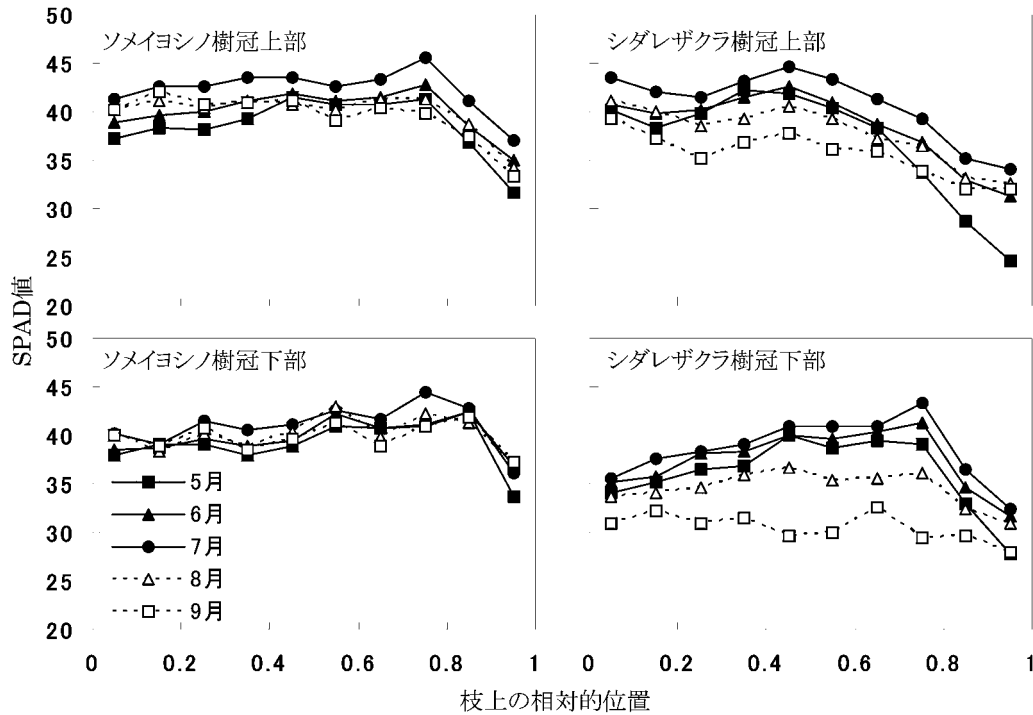 50
ソメイヨシノ樹冠上部
シダレザクラ樹冠上部
45
40
35
30
25
20
SPAD値
50
ソメイヨシノ樹冠下部
シダレザクラ樹冠下部
45
40
35
5月
6月
30
7月
8月
25
9月
20
0 0.2 0.4 0.6 0.8 1
0 0.2 0.4 0.6 0.8 1
枝上の相対的位置